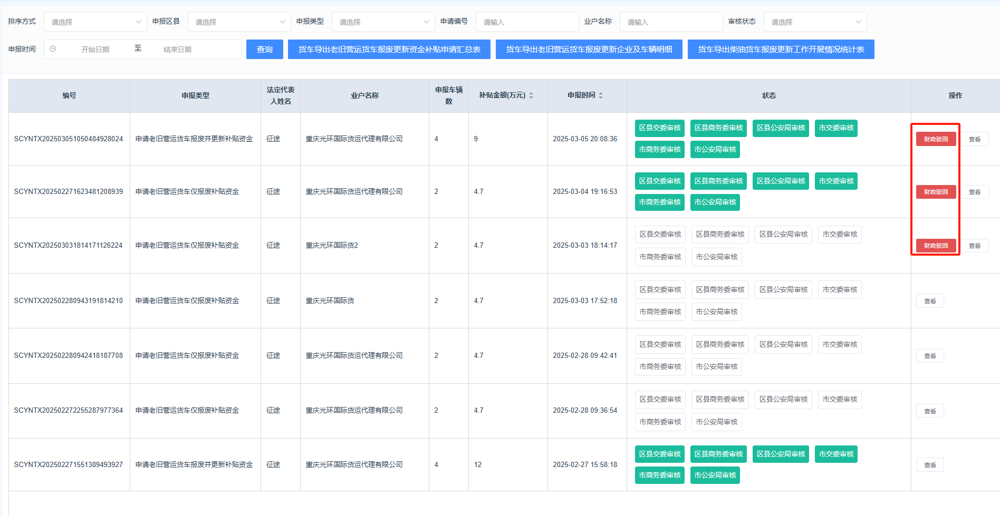 排序方式 请选择 申报区县 请选择 申报类型 请选择 申请编号 请输入 业户名称 请输入 审核状态 请选择
申报时间 开始日期 至 结束日期 查询 货车导出老旧营运货车报废更新资金补贴申请汇总表 货车导出老旧营运货车报废更新企业及车辆明细 货车导出柴油货车报废更新工作开展情况统计表
编号 申报类型 法定代表人姓名 业户名称 申报车辆数 补贴金额(万元) 申报时间 状态 操作
SCYNTX202503051050484928024 申请老旧营运货车报废并更新补贴资金 征途 重庆光环国际货运代理有限公司 4 9 2025-03-05 20:08:36 区县交委审核 区县商务委审核 区县公安局审核 市交委审核 财政驳回 查看
市商务委审核 市公安局审核
SCYNTX202502271623481208939 申请老旧营运货车仅报废补贴资金 征途 重庆光环国际货运代理有限公司 2 4.7 2025-03-04 19:16:53 区县交委审核 区县商务委审核 区县公安局审核 市交委审核 财政驳回 查看
市商务委审核 市公安局审核
SCYNTX202503031814171126224 申请老旧营运货车仅报废补贴资金 征途 重庆光环国际货2 2 4.7 2025-03-03 18:14:17 区县交委审核 区县商务委审核 区县公安局审核 市交委审核 财政驳回 查看
市商务委审核 市公安局审核
SCYNTX202502280943191814210 申请老旧营运货车仅报废补贴资金 征途 重庆光环国际货 2 4.7 2025-03-03 17:52:18 区县交委审核 区县商务委审核 区县公安局审核 市交委审核 查看
市商务委审核 市公安局审核
SCYNTX202502280942418187708 申请老旧营运货车仅报废补贴资金 征途 重庆光环国际货运代理有限公司 2 4.7 2025-02-28 09:42:41 区县交委审核 区县商务委审核 区县公安局审核 市交委审核 查看
市商务委审核 市公安局审核
SCYNTX202502272255287977364 申请老旧营运货车仅报废补贴资金 征途 重庆光环国际货运代理有限公司 2 4.7 2025-02-28 09:36:54 区县交委审核 区县商务委审核 区县公安局审核 市交委审核 查看
市商务委审核 市公安局审核
SCYNTX202502271551389493927 申请老旧营运货车报废并更新补贴资金 征途 重庆光环国际货运代理有限公司 4 12 2025-02-27 15:58:18 区县交委审核 区县商务委审核 区县公安局审核 市交委审核 查看
市商务委审核 市公安局审核